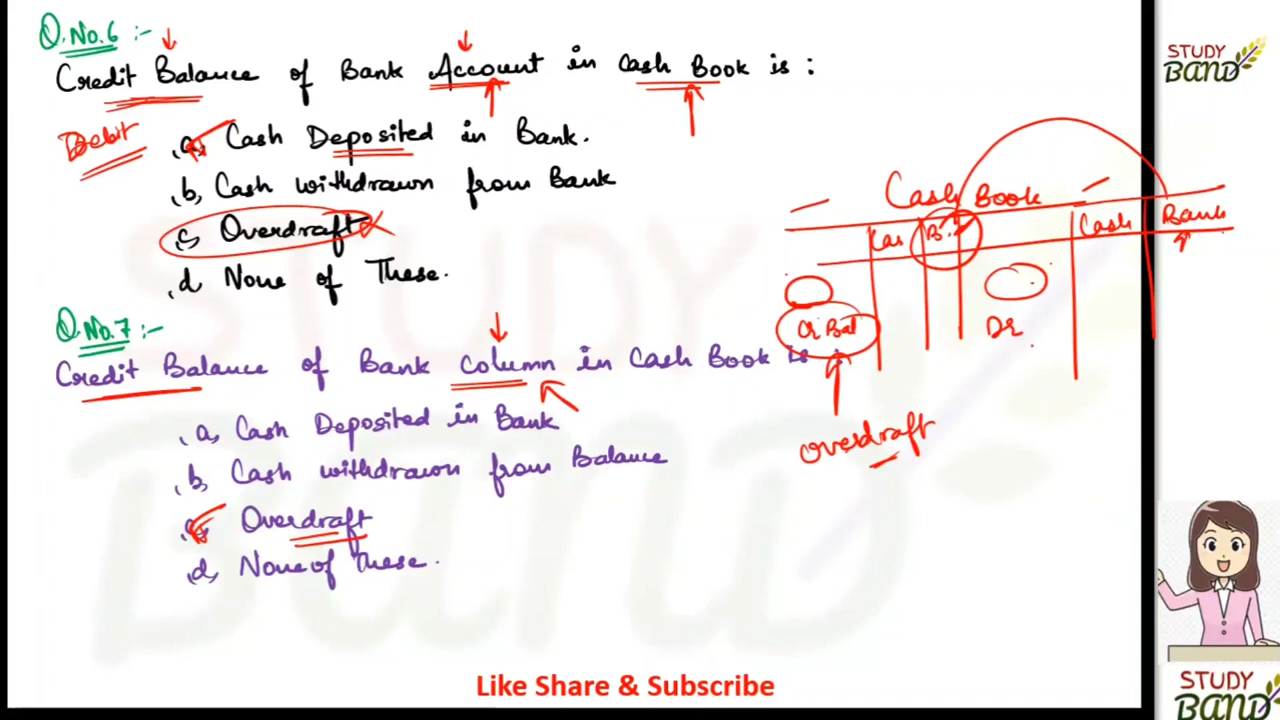 Q.No.6 :-
Credit Balance of Bank Account in Cash Book is :
Debit
a, Cash Deposited in Bank.
b, Cash withdrawn from Bank
c, Overdraft
d, None of These.
Q.No.7 :-
Credit Balance of Bank Column in Cash Book is :
a, Cash Deposited in Bank
b, Cash withdrawn from Balance
c, Overdraft
d, None of These.
Cash Book
Cas B.. Cash Bank
Cr Bal Dr
Overdraft
STUDY
BAND
STUDY
BAND
STUDY
BAND
Like Share & Subscribe